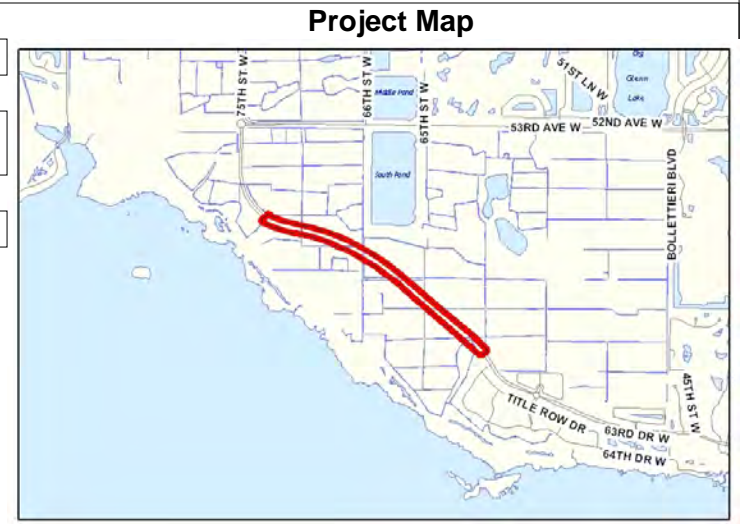 Project Map
75TH ST W
66TH ST W
65TH ST W
51ST LN W
Glenn
Lake
Middle Pond
53RD AVE W
52ND AVE W
South Pond
BOLLETTIERI BLVD
45TH ST W
TITLE ROW DR
63RD DR W
64TH DR W